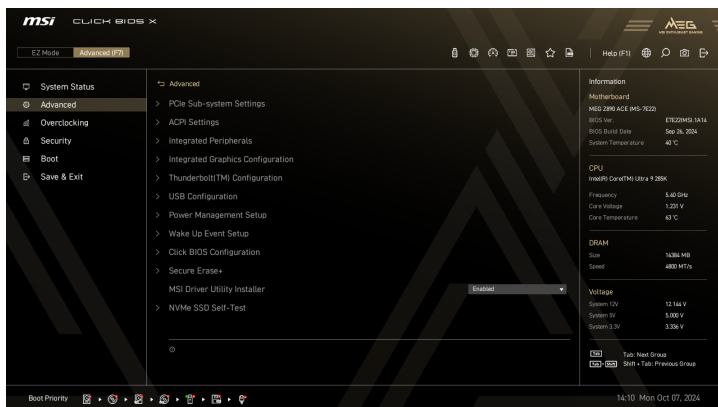 msi CLICK BIOS X
MEG
MSI ENTHUSIAST GAMING
EZ Mode Advanced (F7)
Help (F1)
System Status
Advanced
Overclocking
Security
Boot
Save & Exit
Advanced
PCIe Sub-system Settings
ACPI Settings
Integrated Peripherals
Integrated Graphics Configuration
Thunderbolt(TM) Configuration
USB Configuration
Power Management Setup
Wake Up Event Setup
Click BIOS Configuration
Secure Erase+
MSI Driver Utility Installer Enabled
NVMe SSD Self-Test
Information
Motherboard
MEG Z890 ACE (MS-7E22)
BIOS Ver. E7E22IMSI.1A14
BIOS Build Date Sep 26, 2024
System Temperature 40 °C
CPU
Intel(R) Core(TM) Ultra 9 285K
Frequency 5.40 GHz
Core Voltage 1.231 V
Core Temperature 63 °C
DRAM
Size 16384 MB
Speed 4800 MT/s
Voltage
System 12V 12.144 V
System 5V 5.000 V
System 3.3V 3.336 V
Tab Tab: Next Group
Tab + Shift Shift + Tab: Previous Group
Boot Priority
14:10 Mon Oct 07, 2024